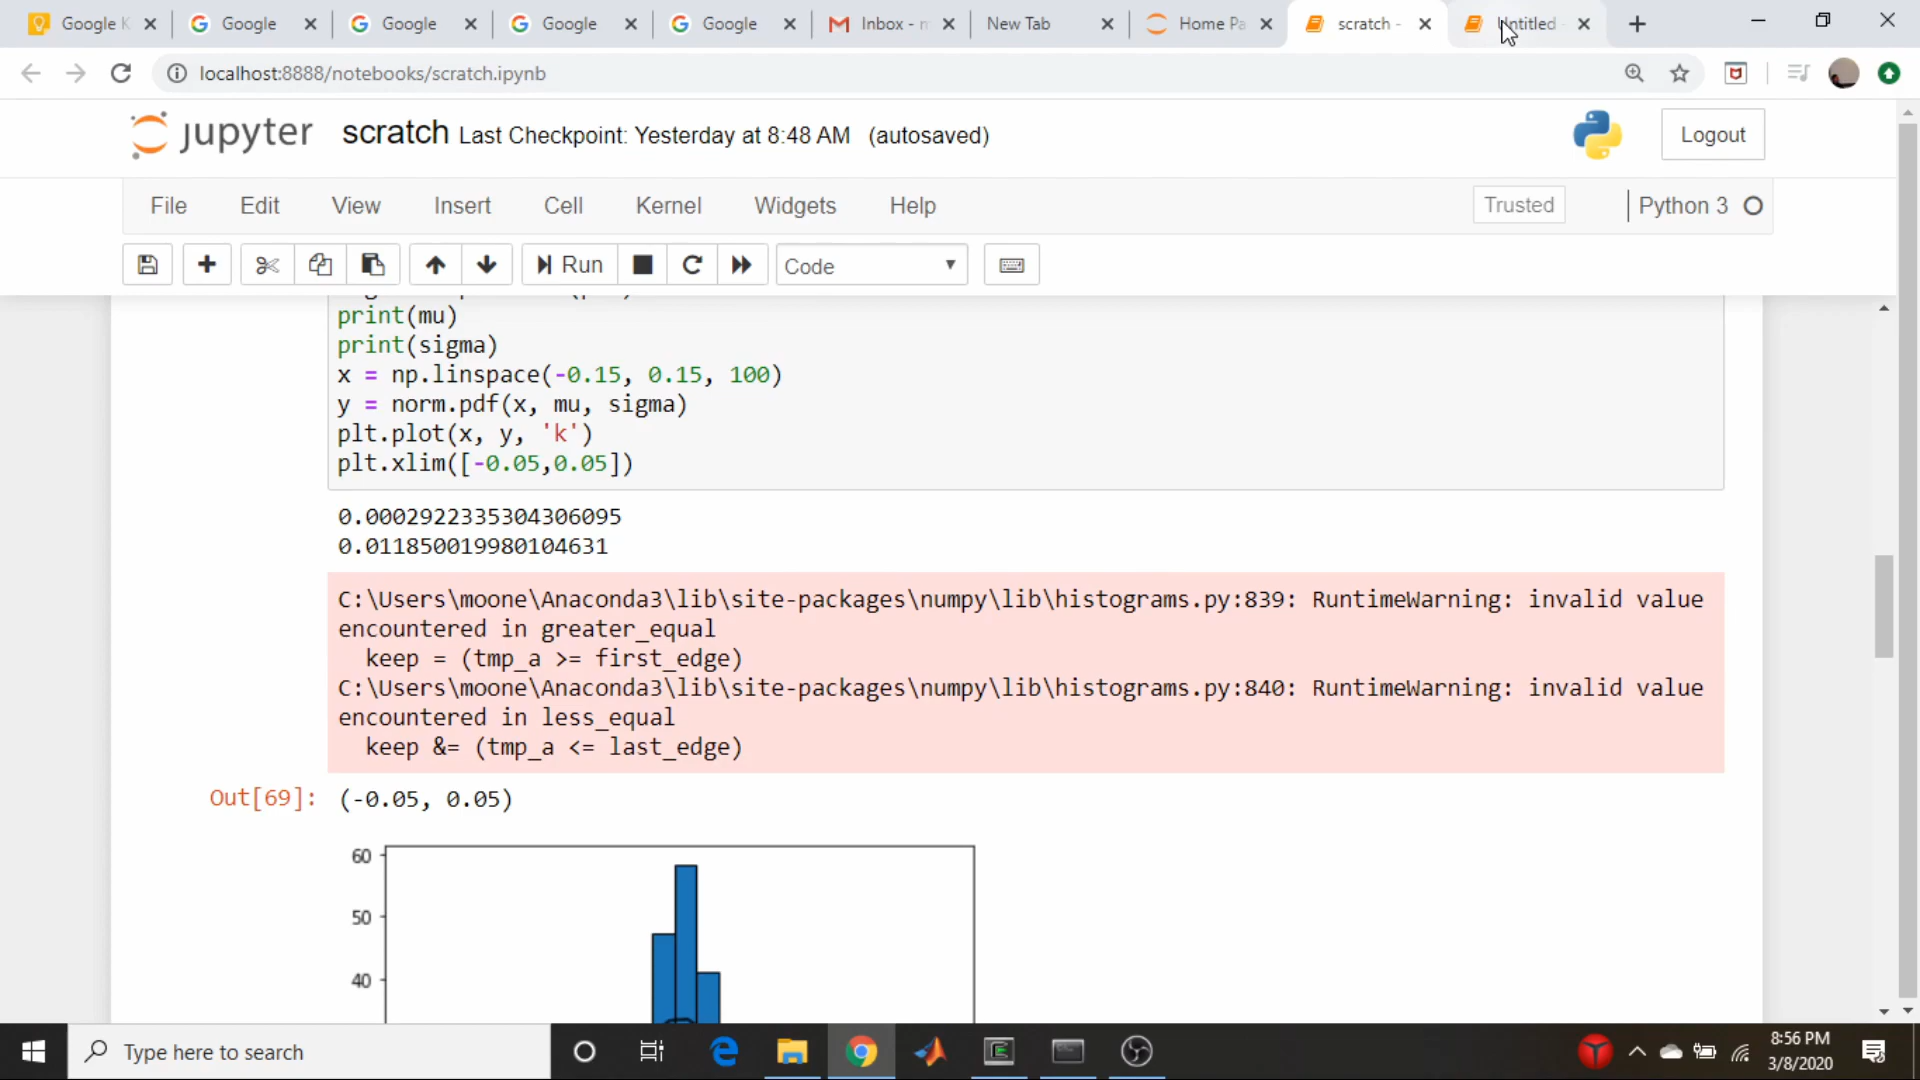 Google K
Google
Google
Google
Google
Inbox - m
New Tab
Home Pa
scratch -
Untitled -
localhost:8888/notebooks/scratch.ipynb
jupyter
scratch Last Checkpoint: Yesterday at 8:48 AM (autosaved)
Logout
File Edit View Insert Cell Kernel Widgets Help
Trusted
Python 3
Run
Code
print(mu)
print(sigma)
x = np.linspace(-0.15, 0.15, 100)
y = norm.pdf(x, mu, sigma)
plt.plot(x, y, 'k')
plt.xlim([-0.05,0.05])
0.0002922335304306095
0.011850019980104631
C:\Users\moone\Anaconda3\lib\site-packages\numpy\lib\histograms.py:839: RuntimeWarning: invalid value
encountered in greater_equal
keep = (tmp_a >= first_edge)
C:\Users\moone\Anaconda3\lib\site-packages\numpy\lib\histograms.py:840: RuntimeWarning: invalid value
encountered in less_equal
keep &= (tmp_a <= last_edge)
Out[69]: (-0.05, 0.05)
60
50
40
Type here to search
8:56 PM
3/8/2020